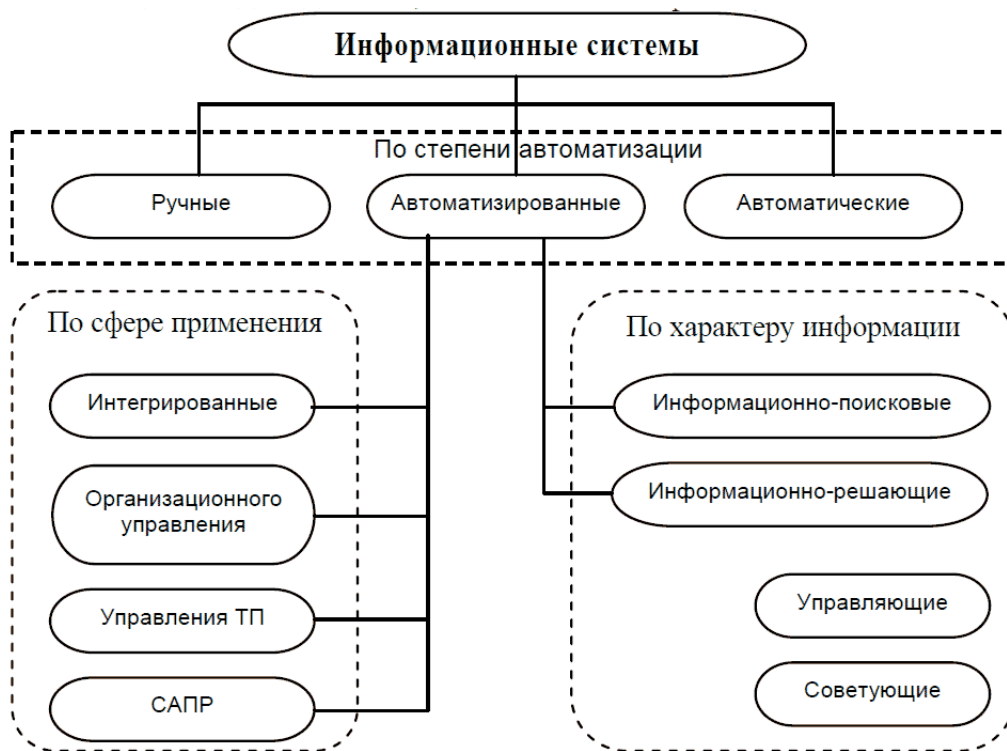 Информационные системы
По степени автоматизации
Ручные
Автоматизированные
Автоматические
По сфере применения
Интегрированные
Организационного
управления
Управления ТП
САПР
По характеру информации
Информационно-поисковые
Информационно-решающие
Управляющие
Советующие